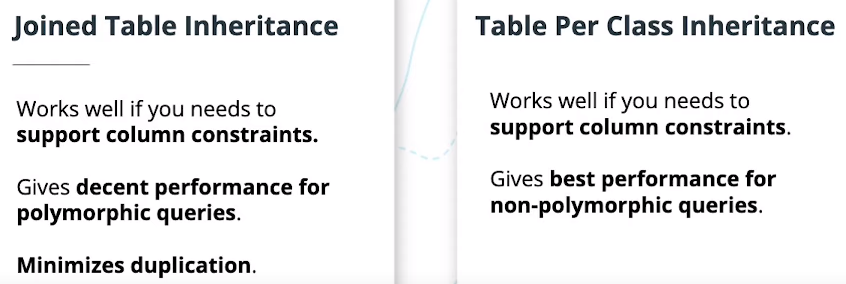 Joined Table Inheritance
Works well if you needs to
support column constraints.
Gives decent performance for
polymorphic queries.
Minimizes duplication.
Table Per Class Inheritance
Works well if you needs to
support column constraints.
Gives best performance for
non-polymorphic queries.